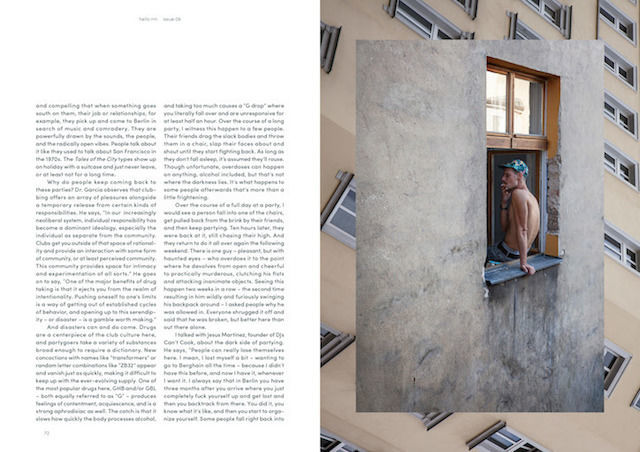 hello mr. issue 09
and compelling that when something goes
south on them, their job or relationships, for
example, they pick up and come to Berlin in
search of music and comradery. They are
powerfully drawn by the sounds, the people,
and the radically open vibes. People talk about
it like they used to talk about San Francisco in
the 1970s. The Tales of the City types show up
on holiday with a suitcase and just never leave,
or at least not for a long time.
Why do people keep coming back to
these parties? Dr. Garcia observes that club-
bing offers an array of pleasures alongside
a temporary release from certain kinds of
responsibilities. He says, "In our increasingly
neoliberal system, individual responsibility has
become a dominant ideology, especially the
individual as separate from the community.
Clubs get you outside of that space of rational-
ity and provide an interaction with some form
of community, or at least perceived community.
This community provides space for intimacy
and experimentation of all sorts." He goes
on to say, "One of the major benefits of drug
taking is that it ejects you from the realm of
intentionality. Pushing oneself to one's limits
is a way of getting out of established cycles
of behavior, and opening up to this serendip-
ity – or disaster – is a gamble worth making."
And disasters can and do come. Drugs
are a centerpiece of the club culture here,
and partygoers take a variety of substances
broad enough to require a dictionary. New
concoctions with names like "transformers" or
random letter combinations like "ZB32" appear
and vanish just as quickly, making it difficult to
keep up with the ever-evolving supply. One of
the most popular drugs here, GHB and/or GBL
– both equally referred to as "G" – produces
feelings of contentment, acquiescence, and is a
strong aphrodisiac as well. The catch is that it
slows how quickly the body processes alcohol,
and taking too much causes a "G drop" where
you literally fall over and are unresponsive for
at least half an hour. Over the course of a long
party, I witness this happen to a few people.
Their friends drag the slack bodies and throw
them in a chair, slap their faces about and
shout until they start fighting back. As long as
they don't fall asleep, it's assumed they'll rouse.
Though unfortunate, overdoses can happen
on anything, alcohol included, but that's not
where the darkness lies. It's what happens to
some people afterwards that's more than a
little frightening.
Over the course of a full day at a party, I
would see a person fall into one of the chairs,
get pulled back from the brink by their friends,
and then keep partying. Ten hours later, they
were back at it, still chasing their high. And
they return to do it all over again the following
weekend. There is one guy – pleasant, but with
haunted eyes – who overdoes it to the point
where he devolves from open and cheerful
to practically murderous, clutching his fists
and attacking inanimate objects. Seeing this
happen two weeks in a row – the second time
resulting in him wildly and furiously swinging
his backpack around – I asked people why he
was allowed in. Everyone shrugged it off and
said that he was broken, but better here than
out there alone.
I talked with Jesus Martinez, founder of DJs
Can't Cook, about the dark side of partying.
He says, "People can really lose themselves
here. I mean, I lost myself a bit – wanting to
go to Berghain all the time – because I didn't
have this before, and now I have it, whenever
I want it. I always say that in Berlin you have
three months after you arrive where you just
completely fuck yourself up and get lost and
then you backtrack from there. You did it, you
know what it's like, and then you start to orga-
nize yourself. Some people fall right back into
72